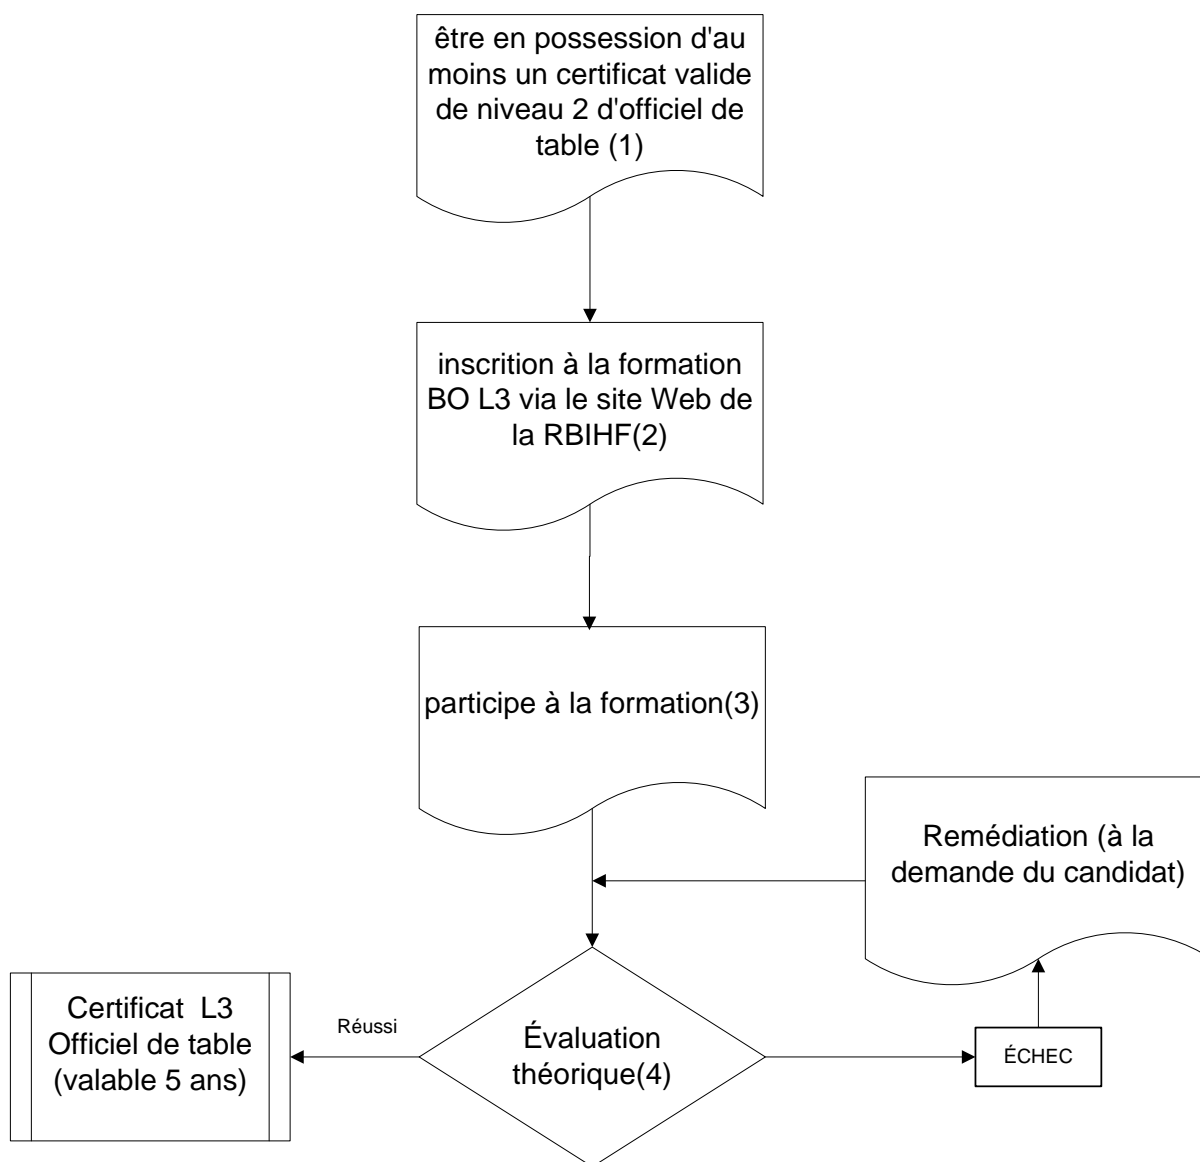 être en possession d'au
moins un certificat valide
de niveau 2 d'officiel de
table (1)
inscrition à la formation
BO L3 via le site Web de
la RBIHF(2)
participe à la formation(3)
Remédiation (à la
demande du candidat)
Certificat L3
Officiel de table
(valable 5 ans)
Réussi
Évaluation
théorique(4)
ÉCHEC